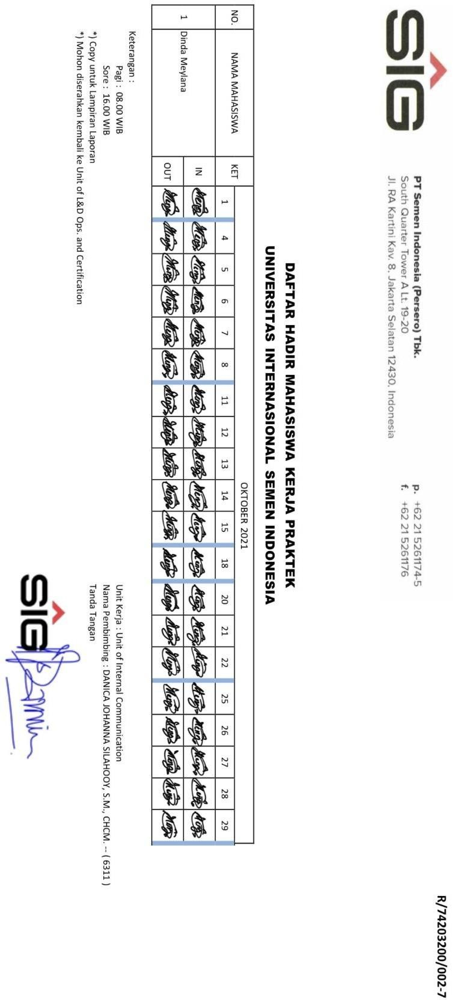 R/74203200/002-7
SIG
PT Semen Indonesia (Persero) Tbk.
South Quarter Tower A Lt. 19-20
Jl. RA Kartini Kav. 8, Jakarta Selatan 12430, Indonesia
p. +62 21 5261174-5
f. +62 21 5261176
DAFTAR HADIR MAHASISWA KERJA PRAKTEK
UNIVERSITAS INTERNASIONAL SEMEN INDONESIA
NO. NAMA MAHASISWA KET OKTOBER 2021
1 4 5 6 7 8 11 12 13 14 15 18 20 21 22 25 26 27 28 29
1 Dinda Meylana IN
OUT
Keterangan :
Pagi : 08.00 WIB
Sore : 16.00 WIB
*) Copy untuk Lampiran Laporan
*) Mohon diserahkan kembali ke Unit of L&D Ops. and Certification
Unit Kerja : Unit of Internal Communication
Nama Pembimbing : DANICA JOHANNA SILAHOOY, S.M., CHCM. -- ( 6311 )
Tanda Tangan
SIG